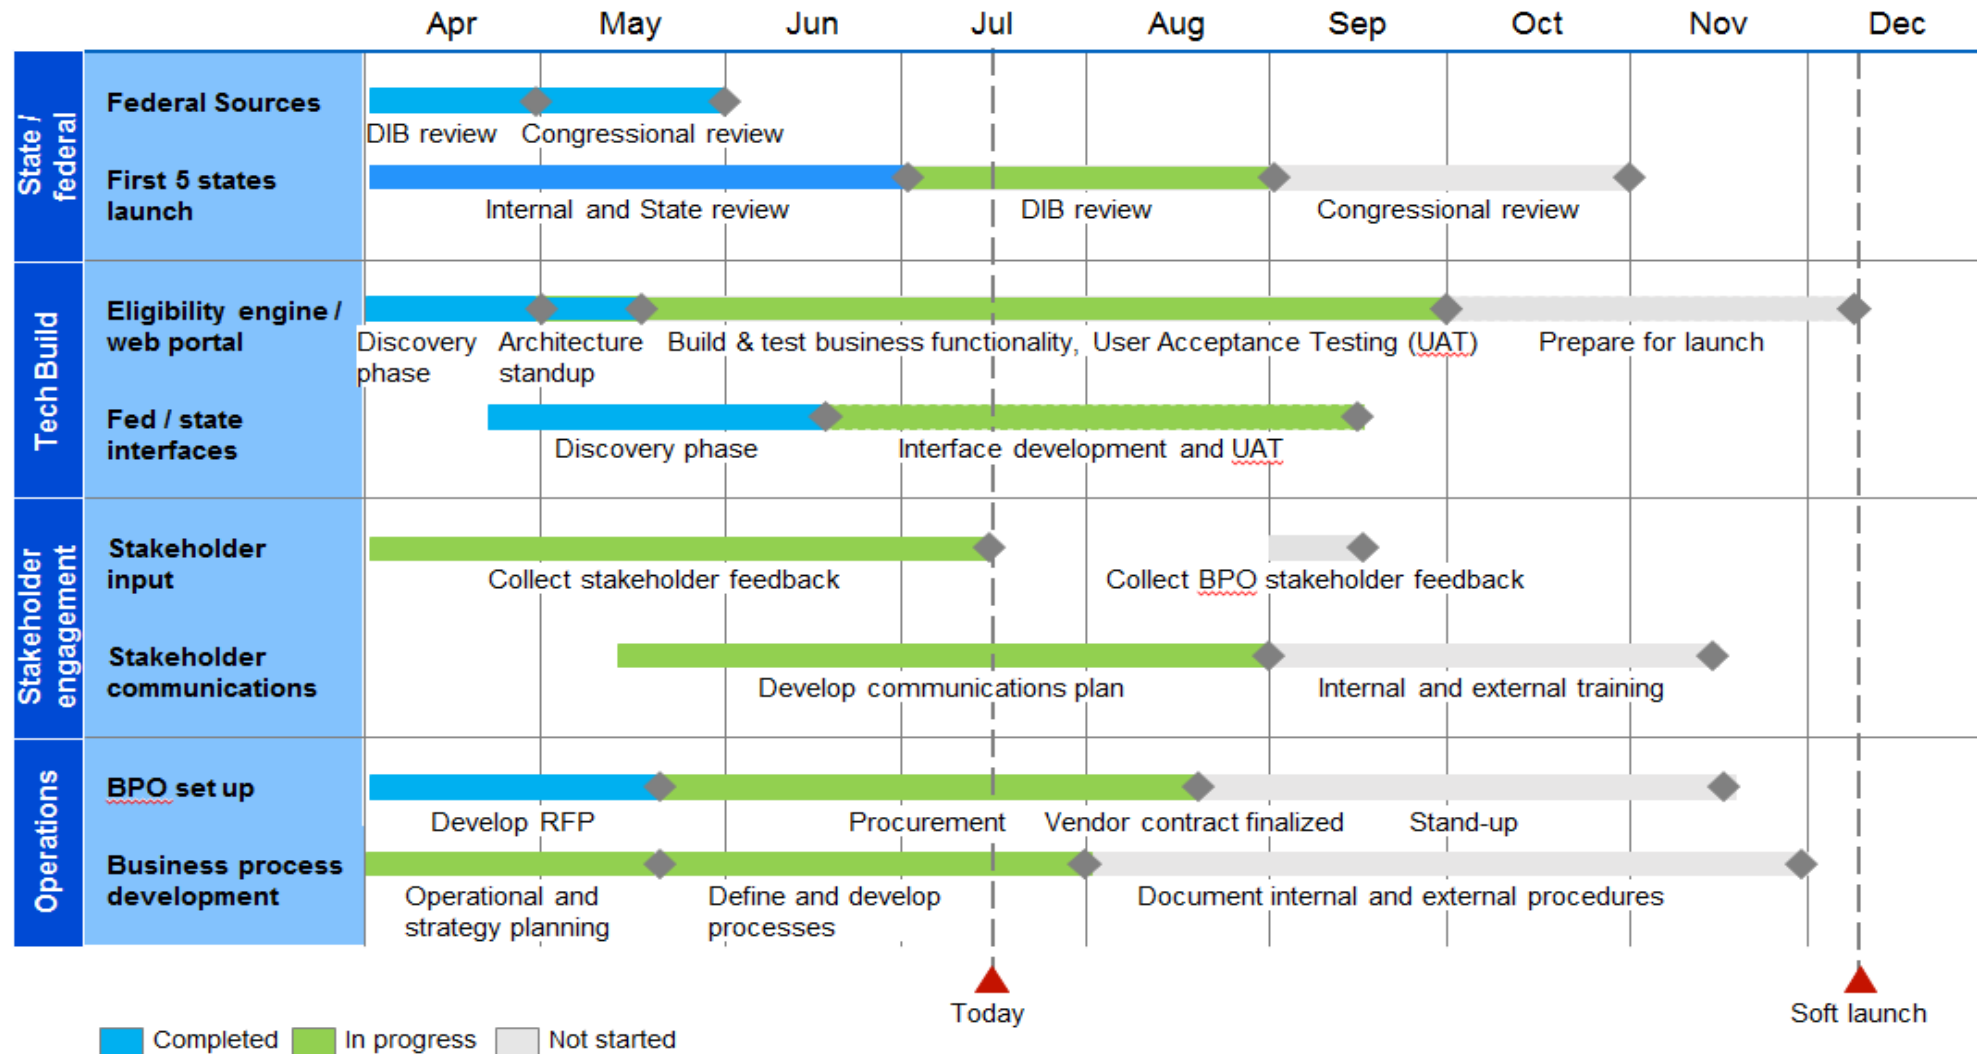 Apr May Jun Jul Aug Sep Oct Nov Dec
State /
federal
Federal Sources
DIB review Congressional review
First 5 states
launch
Internal and State review DIB review Congressional review
Tech Build
Eligibility engine /
web portal
Discovery
phase
Architecture
standup
Build & test business functionality, User Acceptance Testing (UAT)
Prepare for launch
Fed / state
interfaces
Discovery phase Interface development and UAT
Stakeholder
engagement
Stakeholder
input
Collect stakeholder feedback Collect BPO stakeholder feedback
Stakeholder
communications
Develop communications plan Internal and external training
Operations
BPO set up
Develop RFP Procurement Vendor contract finalized Stand-up
Business process
development
Operational and
strategy planning
Define and develop
processes
Document internal and external procedures
Today Soft launch
Completed In progress Not started